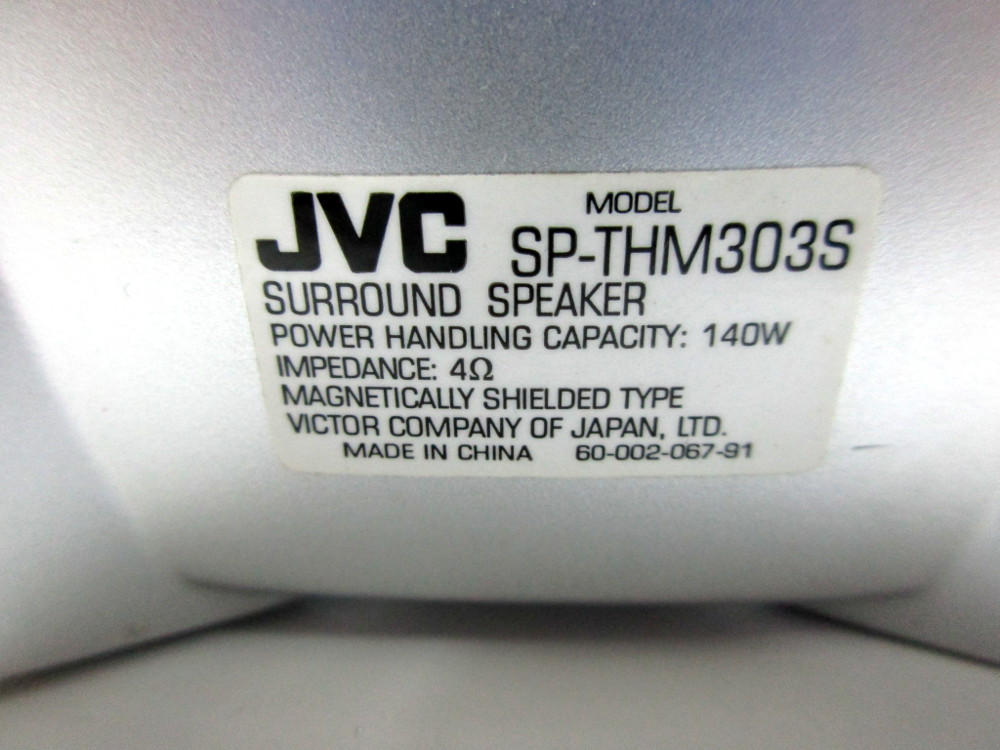 JVC MODEL
SP-THM303S
SURROUND SPEAKER
POWER HANDLING CAPACITY: 140W
IMPEDANCE: 4Ω
MAGNETICALLY SHIELDED TYPE
VICTOR COMPANY OF JAPAN, LTD.
MADE IN CHINA 60-002-067-91